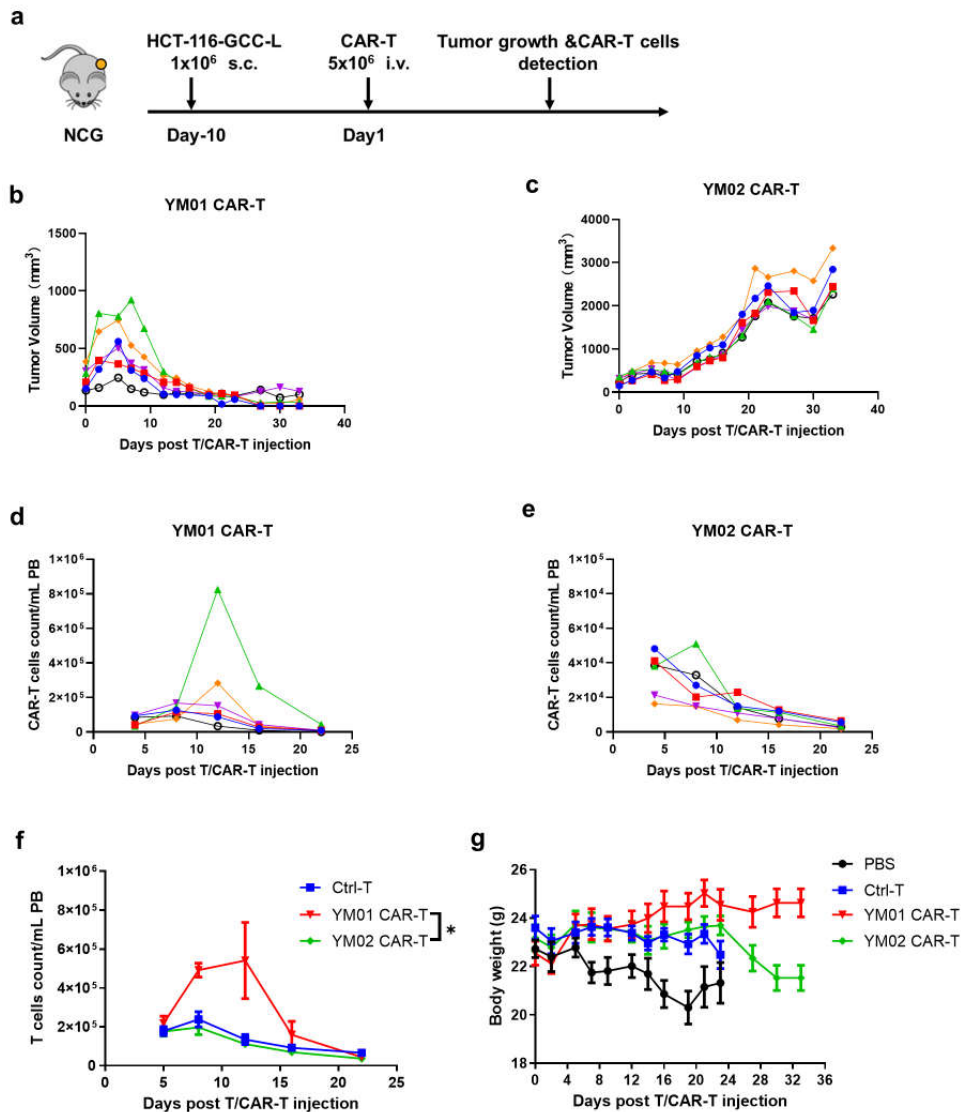 a
HCT-116-GCC-L
1x10⁶ s.c.
CAR-T
5x10⁶ i.v.
Tumor growth &CAR-T cells
detection
NCG
Day-10
Day1
b
YM01 CAR-T
Tumor Volume (mm³)
1500
1000
500
0
0 10 20 30 40
Days post T/CAR-T injection
c
YM02 CAR-T
Tumor Volume (mm³)
4000
3000
2000
1000
0
0 10 20 30 40
Days post T/CAR-T injection
d
YM01 CAR-T
CAR-T cells count/mL PB
1×10⁶
8×10⁵
6×10⁵
4×10⁵
2×10⁵
0
0 5 10 15 20 25
Days post T/CAR-T injection
e
YM02 CAR-T
CAR-T cells count/mL PB
1×10⁵
8×10⁴
6×10⁴
4×10⁴
2×10⁴
0
0 5 10 15 20 25
Days post T/CAR-T injection
f
T cells count/mL PB
1×10⁶
8×10⁵
6×10⁵
4×10⁵
2×10⁵
0
0 5 10 15 20 25
Days post T/CAR-T injection
Ctrl-T
YM01 CAR-T
YM02 CAR-T
*
g
Body weight (g)
26
24
22
20
18
0 4 8 12 16 20 24 28 33 36
Days post T/CAR-T injection
PBS
Ctrl-T
YM01 CAR-T
YM02 CAR-T